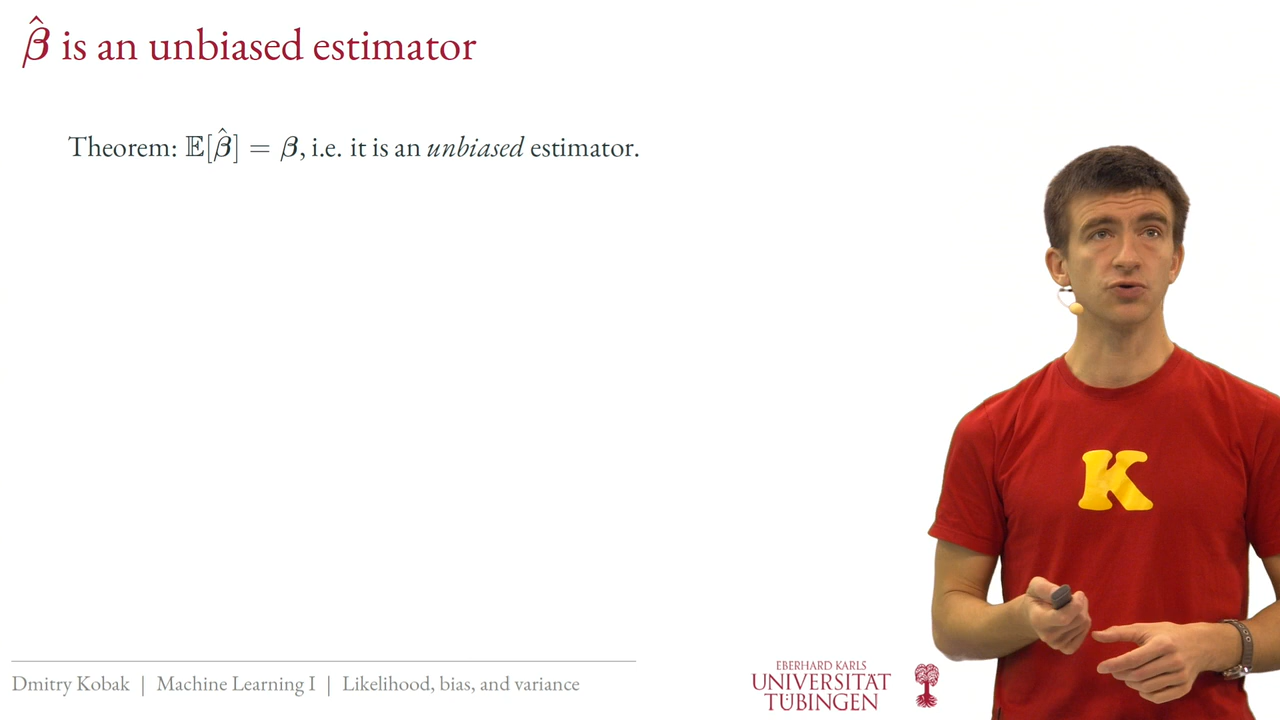 β̂ is an unbiased estimator
Theorem: 𝔼[β̂] = β, i.e. it is an unbiased estimator.
K
Dmitry Kobak | Machine Learning I | Likelihood, bias, and variance
EBERHARD KARLS
UNIVERSITÄT
TÜBINGEN